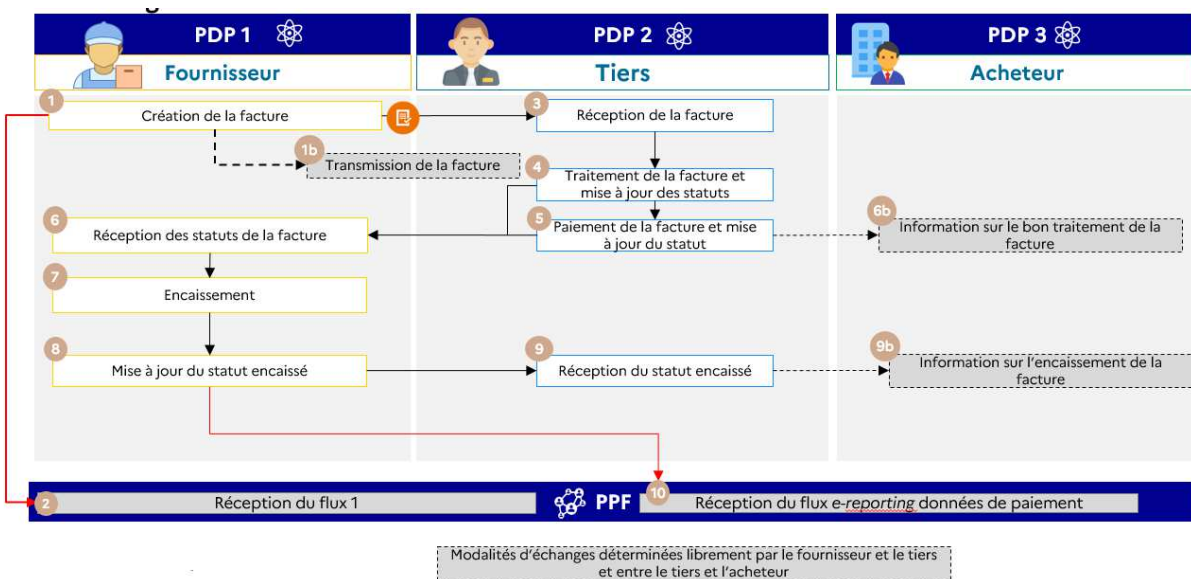 PDP 1
PDP 2
PDP 3
Fournisseur
Tiers
Acheteur
1
Création de la facture
3
Réception de la facture
1b
Transmission de la facture
4
Traitement de la facture et
mise à jour des statuts
5
Paiement de la facture et mise
à jour du statut
6
Réception des statuts de la facture
6b
Information sur le bon traitement de la
facture
7
Encaissement
8
Mise à jour du statut encaissé
9
Réception du statut encaissé
9b
Information sur l'encaissement de la
facture
2
Réception du flux 1
PPF
10
Réception du flux e-reporting données de paiement
Modalités d'échanges déterminées librement par le fournisseur et le tiers
et entre le tiers et l'acheteur